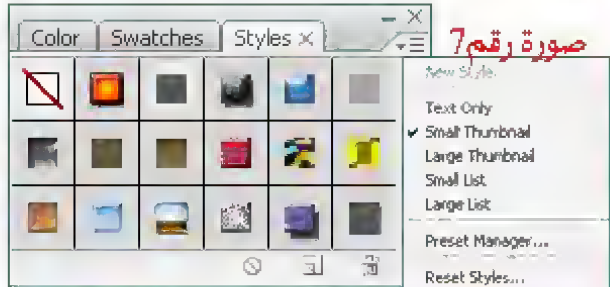 Color Swatches Styles
صورة رقم7
New Style...
Text Only
Small Thumbnail
Large Thumbnail
Small List
Large List
Preset Manager...
Reset Styles...